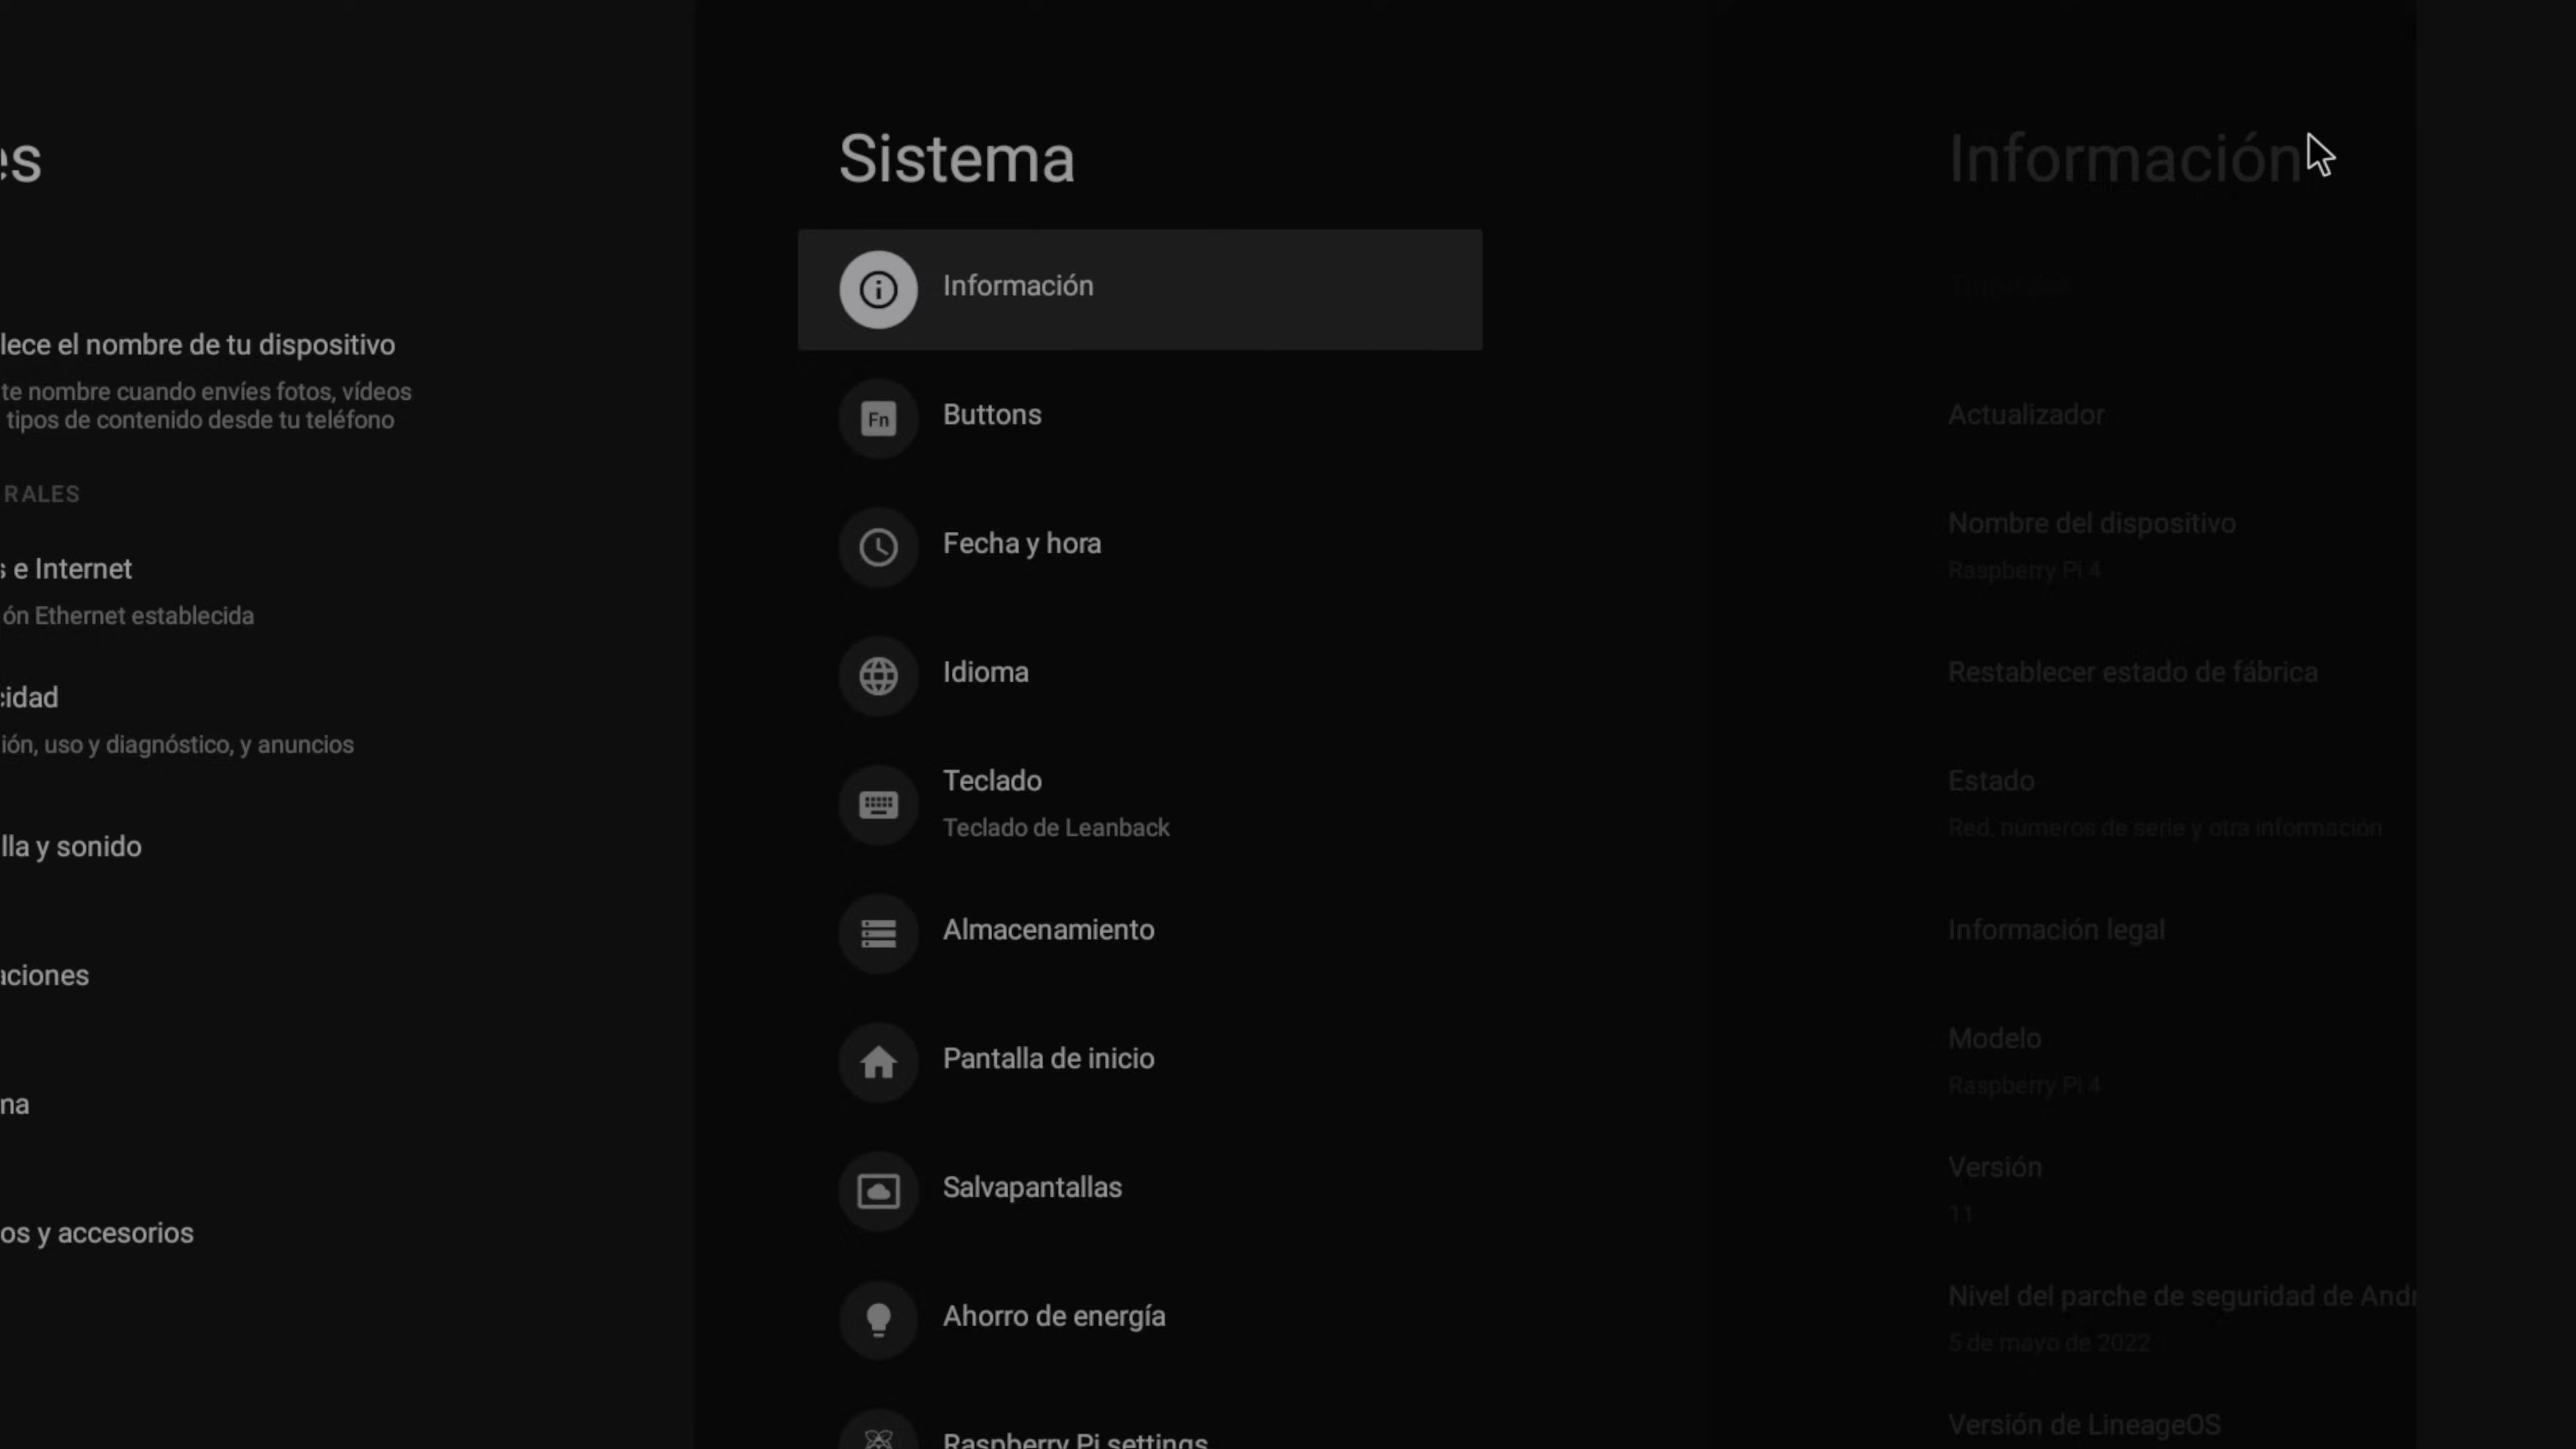 es
lece el nombre de tu dispositivo
te nombre cuando envíes fotos, vídeos
tipos de contenido desde tu teléfono
RALES
s e Internet
ón Ethernet establecida
cidad
ión, uso y diagnóstico, y anuncios
lla y sonido
aciones
na
os y accesorios
Sistema
Información
Buttons
Fn
Fecha y hora
Idioma
Teclado
Teclado de Leanback
Almacenamiento
Pantalla de inicio
Salvapantallas
Ahorro de energía
Raspberry Pi settings
Información
Actualizador
Nombre del dispositivo
Raspberry Pi 4
Restablecer estado de fábrica
Estado
Red, números de serie y otra información
Información legal
Modelo
Raspberry Pi 4
Versión
11
Nivel del parche de seguridad de Andr
5 de mayo de 2022
Versión de LineageOS